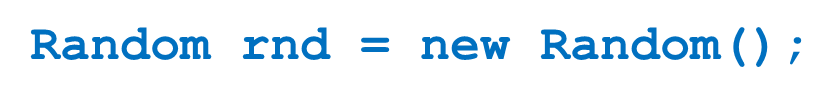 Random rnd = new Random();